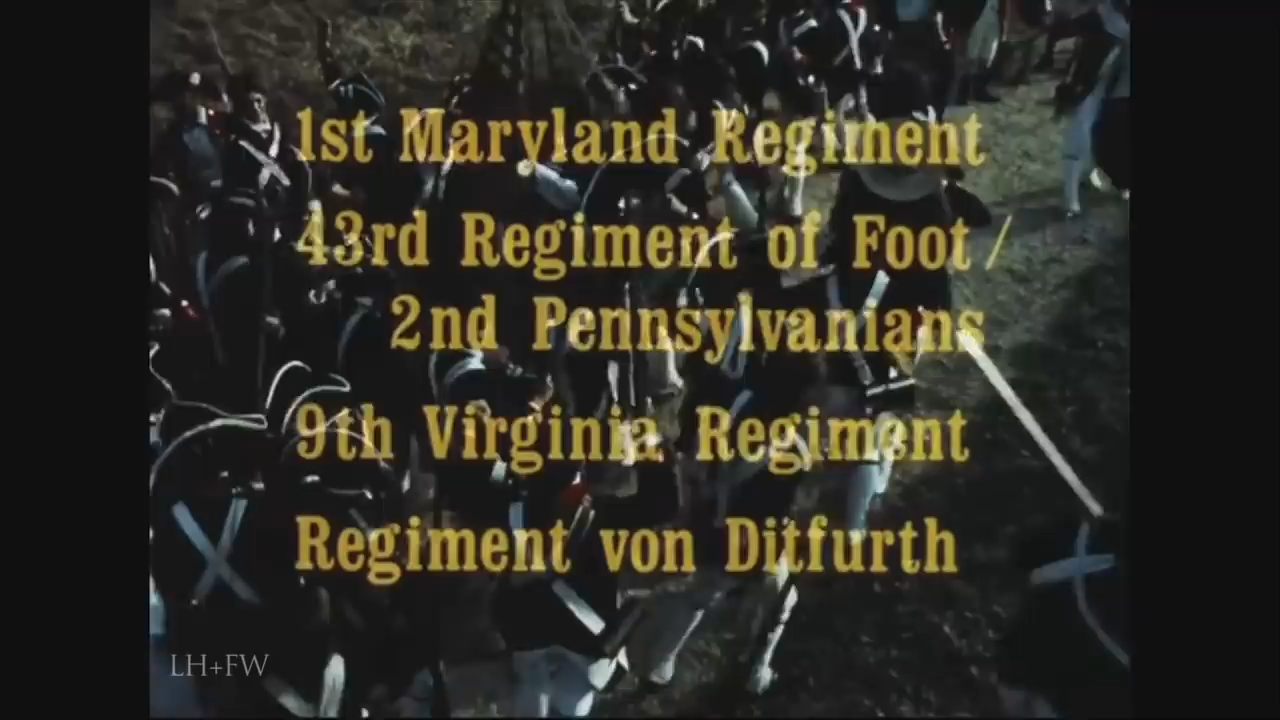 1st Maryland Regiment
43rd Regiment of Foot /
2nd Pennsylvanians
9th Virginia Regiment
Regiment von Ditfurth
LH+FW